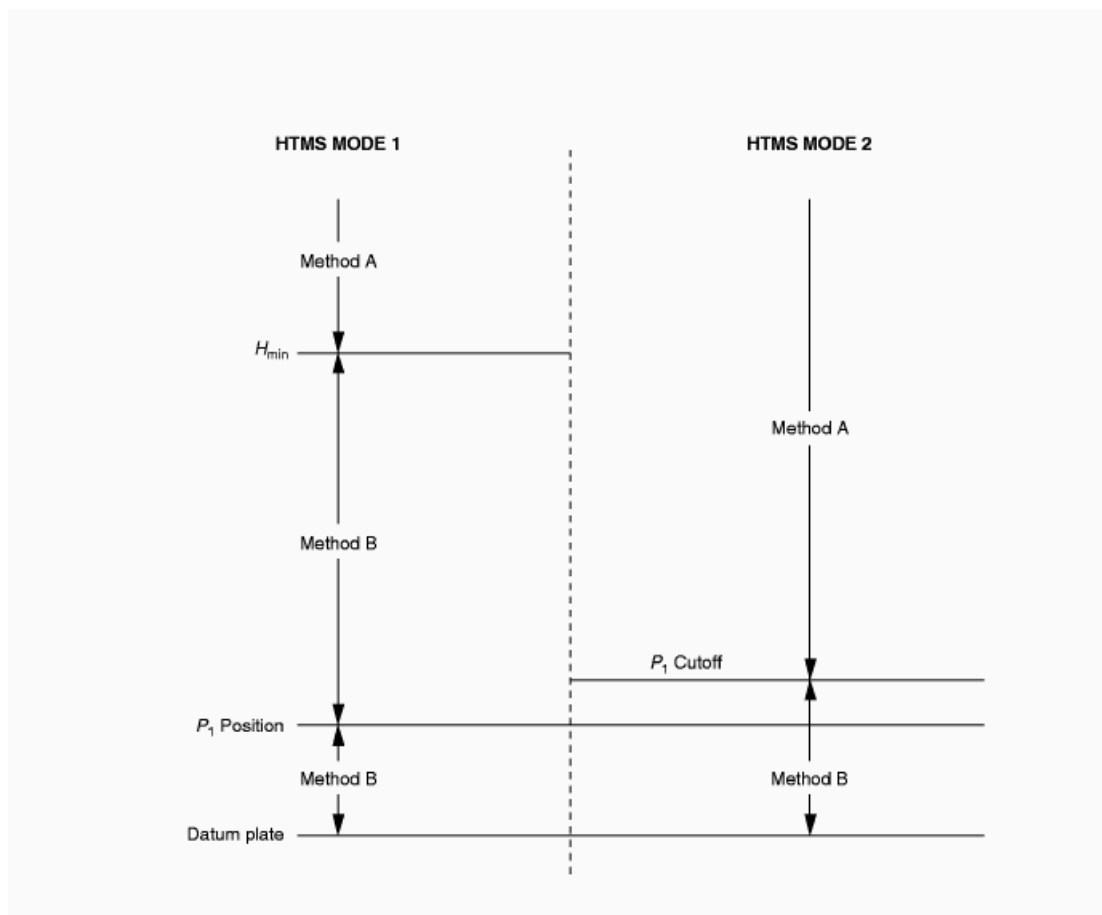 HTMS MODE 1
HTMS MODE 2
Method A
Hmin
Method A
Method B
P1 Cutoff
P1 Position
Method B
Method B
Datum plate